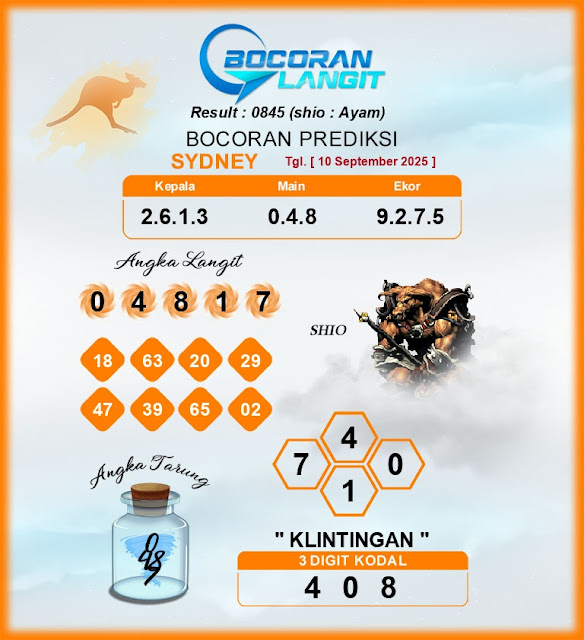 BOCORAN
LANGIT
Result : 0845 (shio : Ayam)
BOCORAN PREDIKSI
SYDNEY Tgl. [ 10 September 2025 ]
Kepala Main Ekor
2.6.1.3 0.4.8 9.2.7.5
Angka Langit
0 4 8 1 7
SHIO
18 63 20 29
47 39 65 02
4
7 0
1
Angka Tarung
" KLINTINGAN "
3 DIGIT KODAL
4 0 8